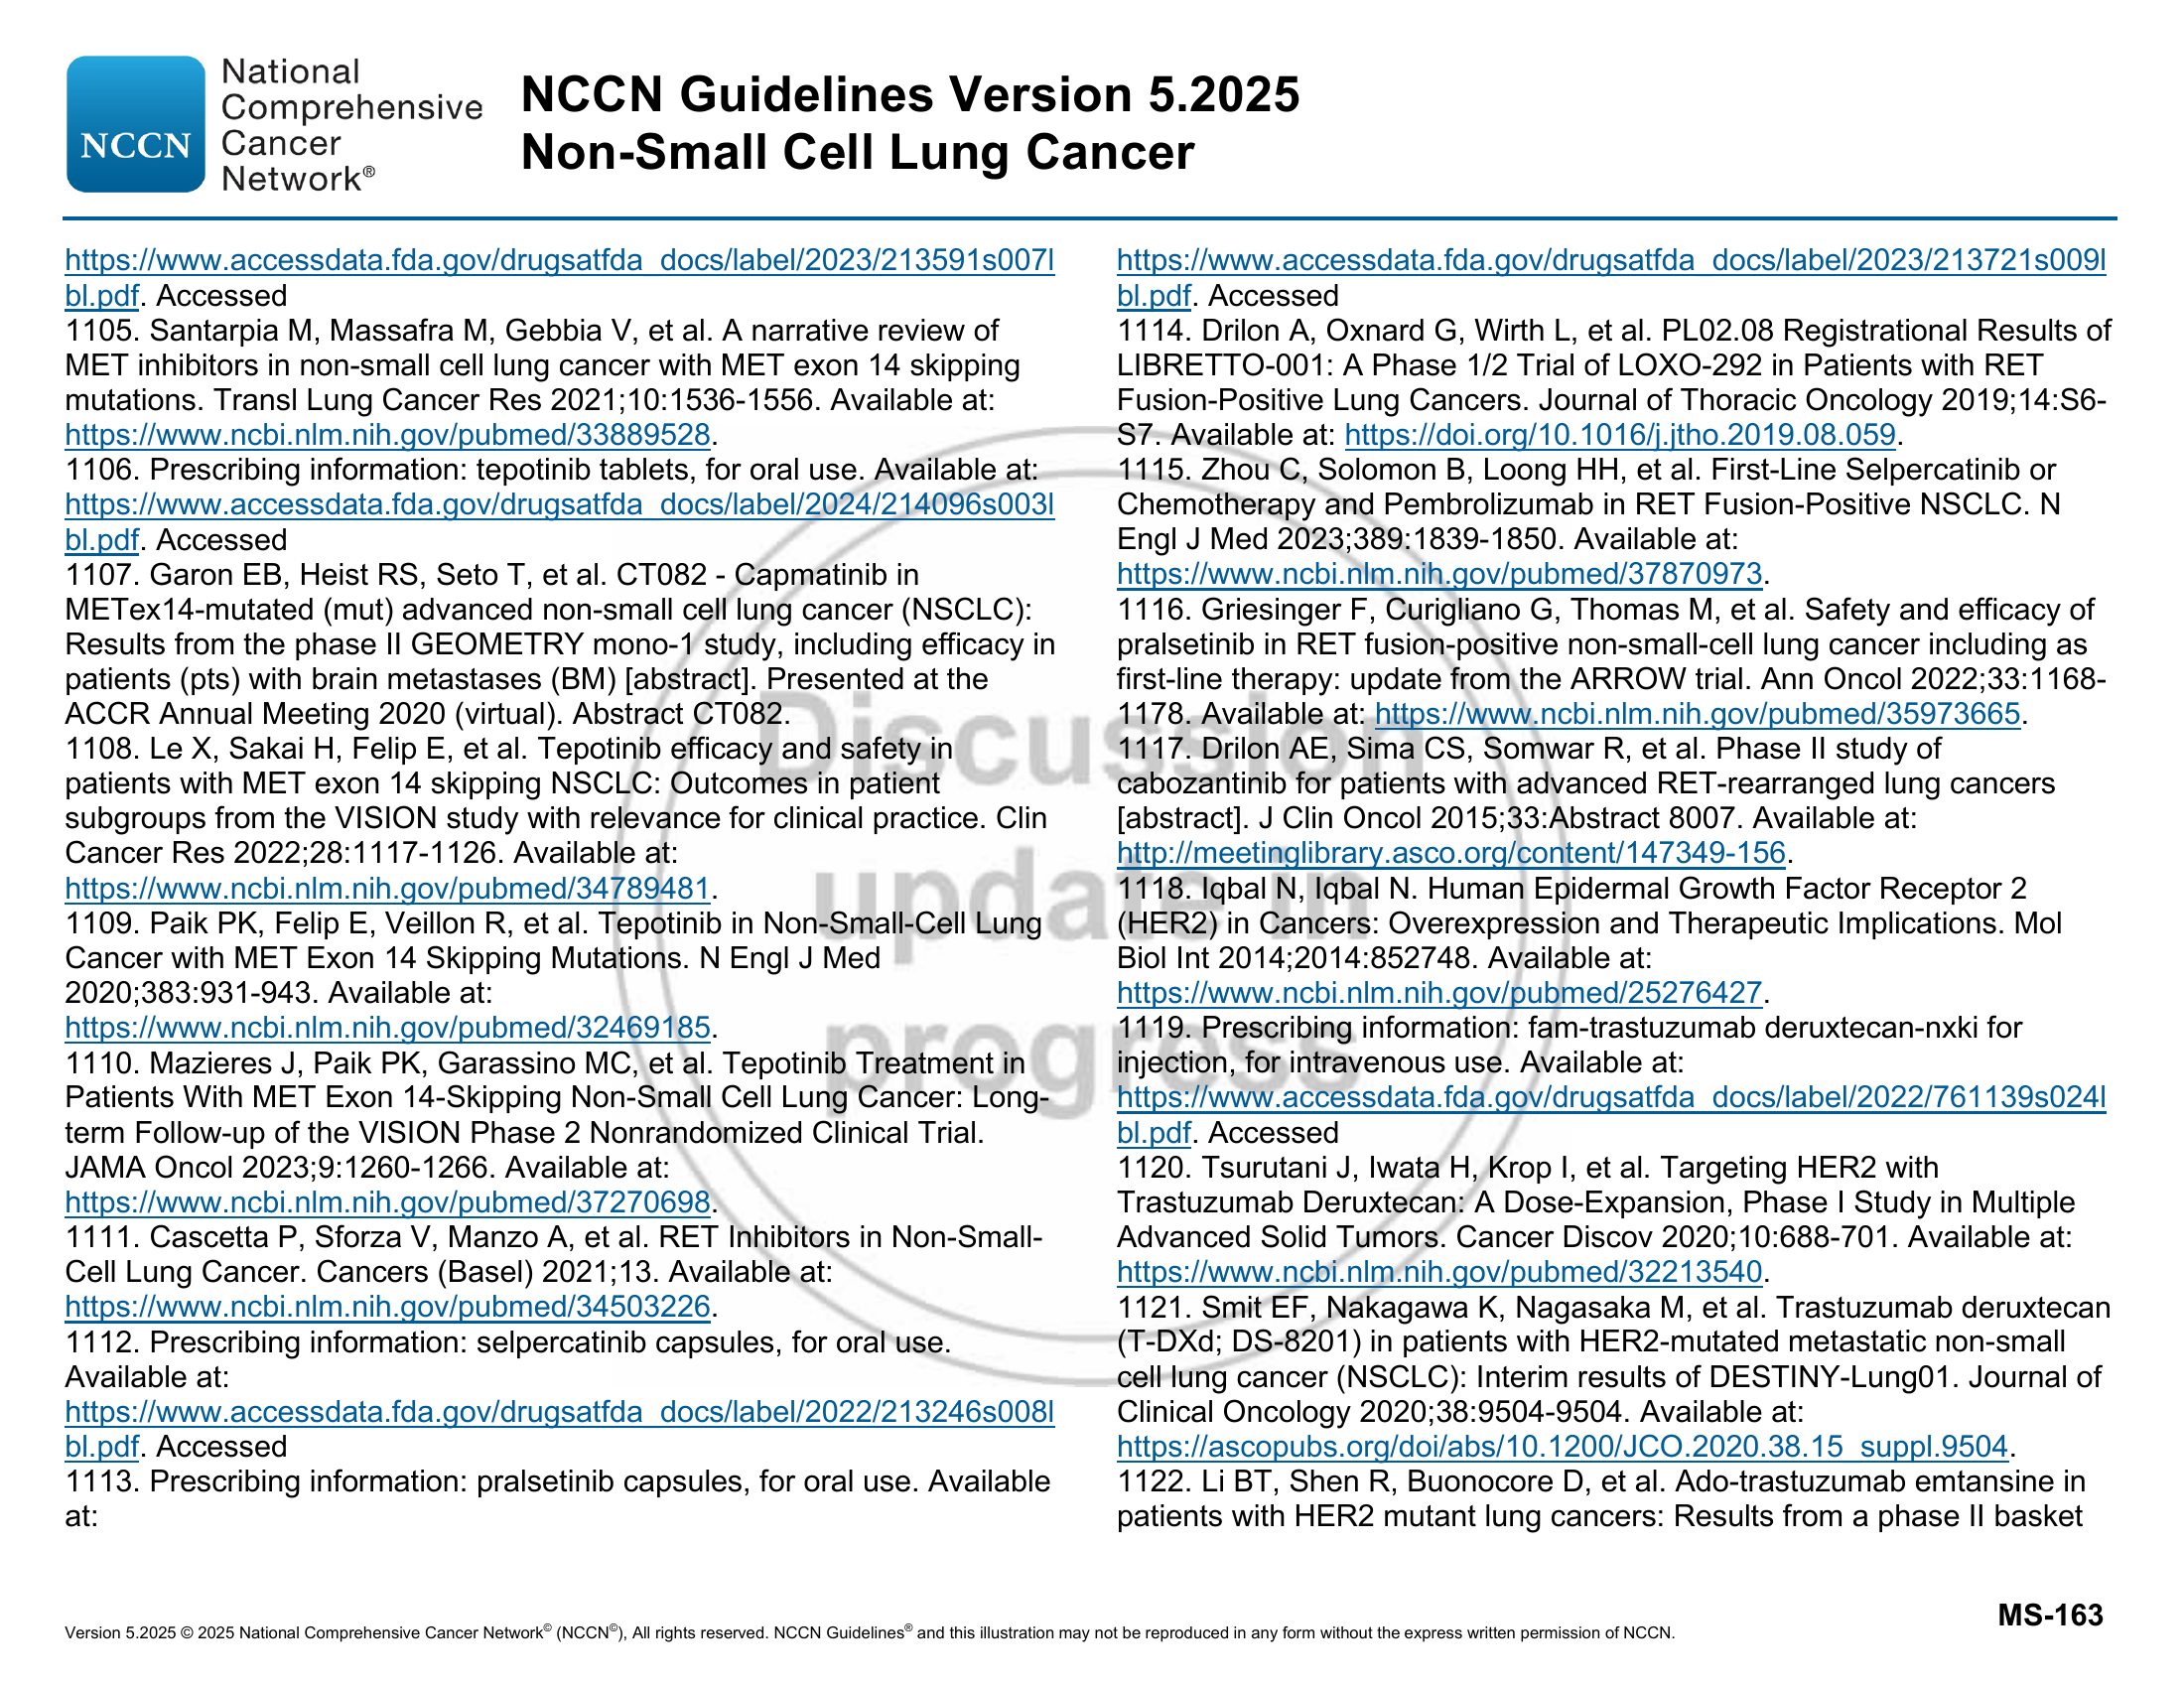 NCCN
National
Comprehensive
Cancer
Network®
NCCN Guidelines Version 5.2025
Non-Small Cell Lung Cancer
https://www.accessdata.fda.gov/drugsatfda_docs/label/2023/213591s007l
bl.pdf. Accessed
1105. Santarpia M, Massafra M, Gebbia V, et al. A narrative review of
MET inhibitors in non-small cell lung cancer with MET exon 14 skipping
mutations. Transl Lung Cancer Res 2021;10:1536-1556. Available at:
https://www.ncbi.nlm.nih.gov/pubmed/33889528.
1106. Prescribing information: tepotinib tablets, for oral use. Available at:
https://www.accessdata.fda.gov/drugsatfda_docs/label/2024/214096s003l
bl.pdf. Accessed
1107. Garon EB, Heist RS, Seto T, et al. CT082 - Capmatinib in
METex14-mutated (mut) advanced non-small cell lung cancer (NSCLC):
Results from the phase II GEOMETRY mono-1 study, including efficacy in
patients (pts) with brain metastases (BM) [abstract]. Presented at the
ACCR Annual Meeting 2020 (virtual). Abstract CT082.
1108. Le X, Sakai H, Felip E, et al. Tepotinib efficacy and safety in
patients with MET exon 14 skipping NSCLC: Outcomes in patient
subgroups from the VISION study with relevance for clinical practice. Clin
Cancer Res 2022;28:1117-1126. Available at:
https://www.ncbi.nlm.nih.gov/pubmed/34789481.
1109. Paik PK, Felip E, Veillon R, et al. Tepotinib in Non-Small-Cell Lung
Cancer with MET Exon 14 Skipping Mutations. N Engl J Med
2020;383:931-943. Available at:
https://www.ncbi.nlm.nih.gov/pubmed/32469185.
1110. Mazieres J, Paik PK, Garassino MC, et al. Tepotinib Treatment in
Patients With MET Exon 14-Skipping Non-Small Cell Lung Cancer: Long-
term Follow-up of the VISION Phase 2 Nonrandomized Clinical Trial.
JAMA Oncol 2023;9:1260-1266. Available at:
https://www.ncbi.nlm.nih.gov/pubmed/37270698.
1111. Cascetta P, Sforza V, Manzo A, et al. RET Inhibitors in Non-Small-
Cell Lung Cancer. Cancers (Basel) 2021;13. Available at:
https://www.ncbi.nlm.nih.gov/pubmed/34503226.
1112. Prescribing information: selpercatinib capsules, for oral use.
Available at:
https://www.accessdata.fda.gov/drugsatfda_docs/label/2022/213246s008l
bl.pdf. Accessed
1113. Prescribing information: pralsetinib capsules, for oral use. Available
at:
https://www.accessdata.fda.gov/drugsatfda_docs/label/2023/213721s009l
bl.pdf. Accessed
1114. Drilon A, Oxnard G, Wirth L, et al. PL02.08 Registrational Results of
LIBRETTO-001: A Phase 1/2 Trial of LOXO-292 in Patients with RET
Fusion-Positive Lung Cancers. Journal of Thoracic Oncology 2019;14:S6-
S7. Available at: https://doi.org/10.1016/j.jtho.2019.08.059.
1115. Zhou C, Solomon B, Loong HH, et al. First-Line Selpercatinib or
Chemotherapy and Pembrolizumab in RET Fusion-Positive NSCLC. N
Engl J Med 2023;389:1839-1850. Available at:
https://www.ncbi.nlm.nih.gov/pubmed/37870973.
1116. Griesinger F, Curigliano G, Thomas M, et al. Safety and efficacy of
pralsetinib in RET fusion-positive non-small-cell lung cancer including as
first-line therapy: update from the ARROW trial. Ann Oncol 2022;33:1168-
1178. Available at: https://www.ncbi.nlm.nih.gov/pubmed/35973665.
1117. Drilon AE, Sima CS, Somwar R, et al. Phase II study of
cabozantinib for patients with advanced RET-rearranged lung cancers
[abstract]. J Clin Oncol 2015;33:Abstract 8007. Available at:
http://meetinglibrary.asco.org/content/147349-156.
1118. Iqbal N, Iqbal N. Human Epidermal Growth Factor Receptor 2
(HER2) in Cancers: Overexpression and Therapeutic Implications. Mol
Biol Int 2014;2014:852748. Available at:
https://www.ncbi.nlm.nih.gov/pubmed/25276427.
1119. Prescribing information: fam-trastuzumab deruxtecan-nxki for
injection, for intravenous use. Available at:
https://www.accessdata.fda.gov/drugsatfda_docs/label/2022/761139s024l
bl.pdf. Accessed
1120. Tsurutani J, Iwata H, Krop I, et al. Targeting HER2 with
Trastuzumab Deruxtecan: A Dose-Expansion, Phase I Study in Multiple
Advanced Solid Tumors. Cancer Discov 2020;10:688-701. Available at:
https://www.ncbi.nlm.nih.gov/pubmed/32213540.
1121. Smit EF, Nakagawa K, Nagasaka M, et al. Trastuzumab deruxtecan
(T-DXd; DS-8201) in patients with HER2-mutated metastatic non-small
cell lung cancer (NSCLC): Interim results of DESTINY-Lung01. Journal of
Clinical Oncology 2020;38:9504-9504. Available at:
https://ascopubs.org/doi/abs/10.1200/JCO.2020.38.15_suppl.9504.
1122. Li BT, Shen R, Buonocore D, et al. Ado-trastuzumab emtansine in
patients with HER2 mutant lung cancers: Results from a phase II basket
Discussion
update in
progress
MS-163
Version 5.2025 © 2025 National Comprehensive Cancer Network© (NCCN©), All rights reserved. NCCN Guidelines® and this illustration may not be reproduced in any form without the express written permission of NCCN.